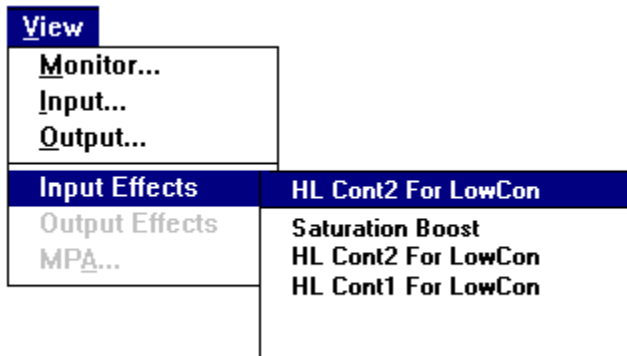 View
Monitor...
Input...
Output...
Input Effects
HL Cont2 For LowCon
Output Effects
Saturation Boost
MPA...
HL Cont2 For LowCon
HL Cont1 For LowCon